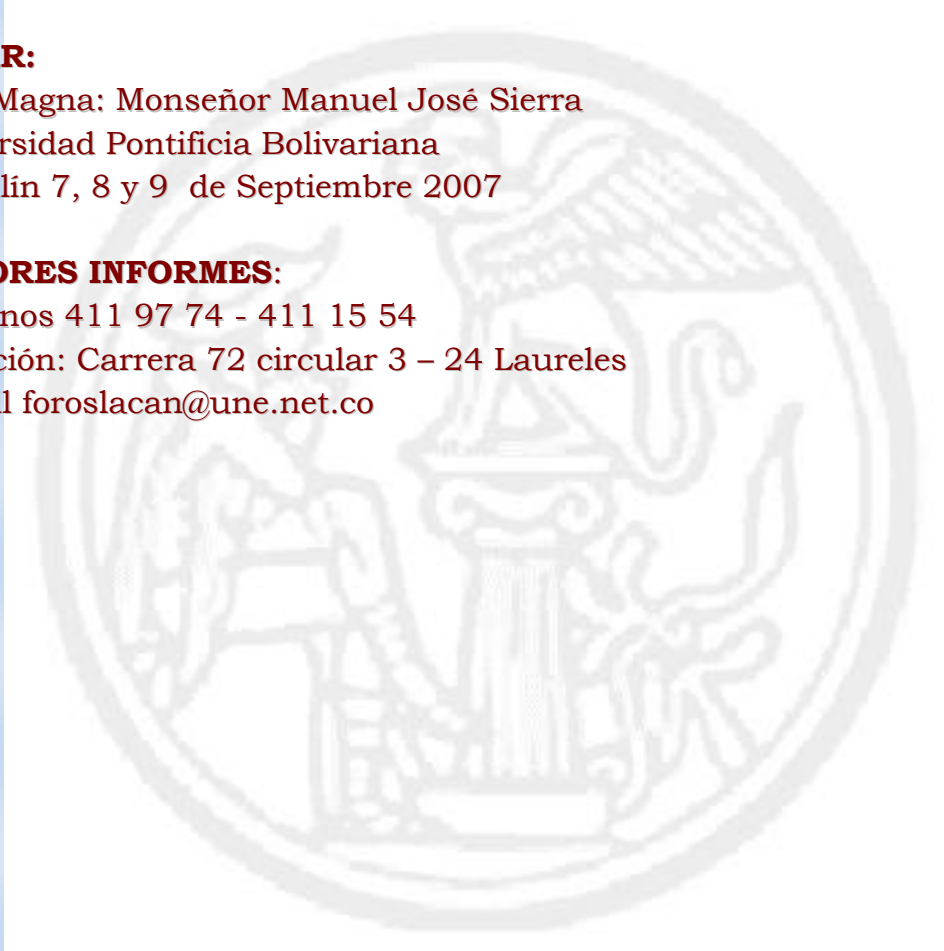 R:
Magna: Monseñor Manuel José Sierra
rsidad Pontificia Bolivariana
lín 7, 8 y 9 de Septiembre 2007
ORES INFORMES:
nos 411 97 74 - 411 15 54
ción: Carrera 72 circular 3 – 24 Laureles
l foroslacan@une.net.co